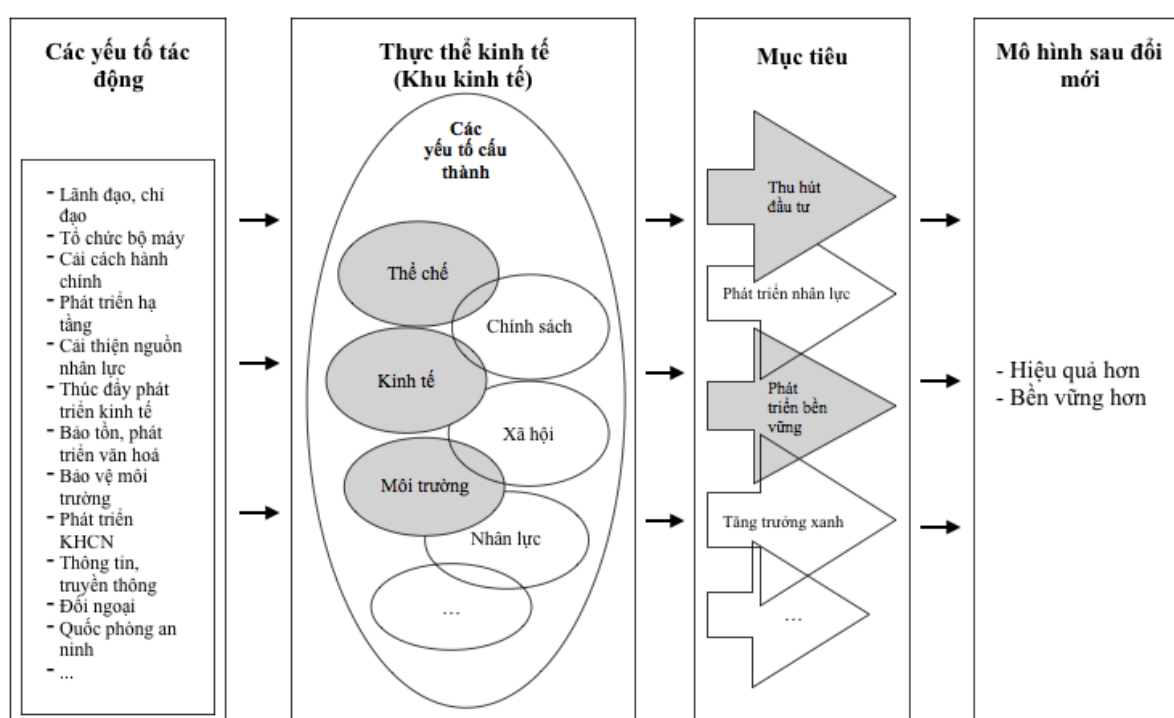 Các yếu tố tác
động
- Lãnh đạo, chỉ
đạo
- Tổ chức bộ máy
- Cải cách hành
chính
- Phát triển hạ
tầng
- Cải thiện nguồn
nhân lực
- Thúc đẩy phát
triển kinh tế
- Bảo tồn, phát
triển văn hoá
- Bảo vệ môi
trường
- Phát triển
KHCN
- Thông tin,
truyền thông
- Đối ngoại
- Quốc phòng an
ninh
- ...
Thực thể kinh tế
(Khu kinh tế)
Các
yếu tố cấu
thành
Thể chế
Chính sách
Kinh tế
Xã hội
Môi trường
Nhân lực
...
Mục tiêu
Thu hút
đầu tư
Phát triển nhân lực
Phát
triển bền
vững
Tăng trưởng xanh
...
Mô hình sau đổi
mới
- Hiệu quả hơn
- Bền vững hơn